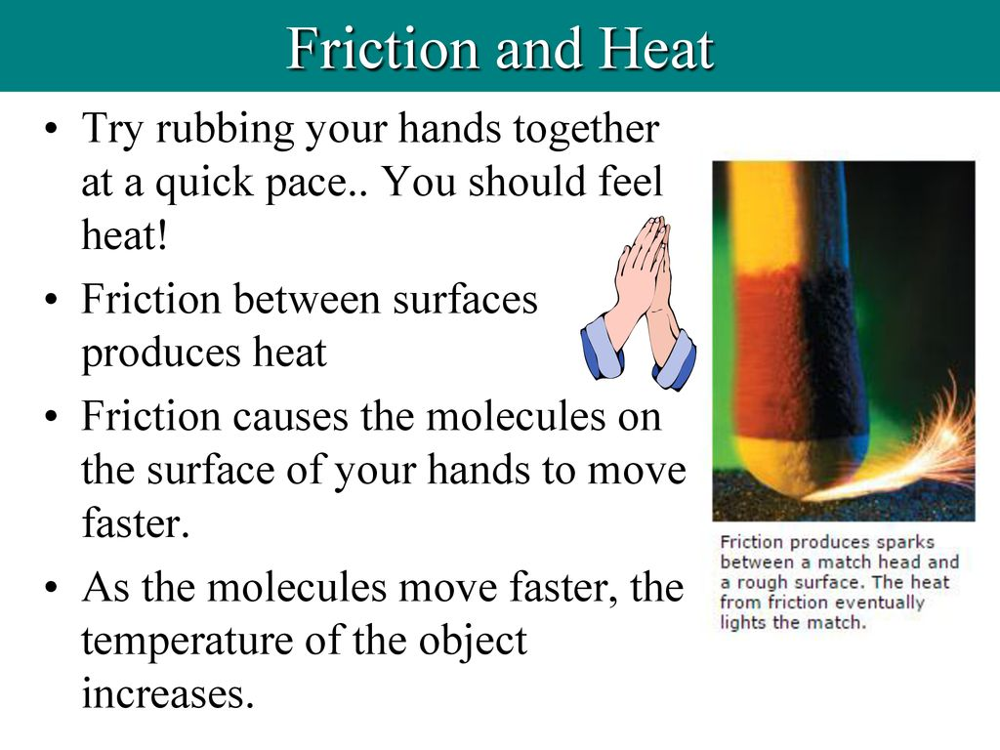 Friction and Heat
• Try rubbing your hands together
at a quick pace.. You should feel
heat!
• Friction between surfaces
produces heat
• Friction causes the molecules on
the surface of your hands to move
faster.
• As the molecules move faster, the
temperature of the object
increases.
Friction produces sparks
between a match head and
a rough surface. The heat
from friction eventually
lights the match.